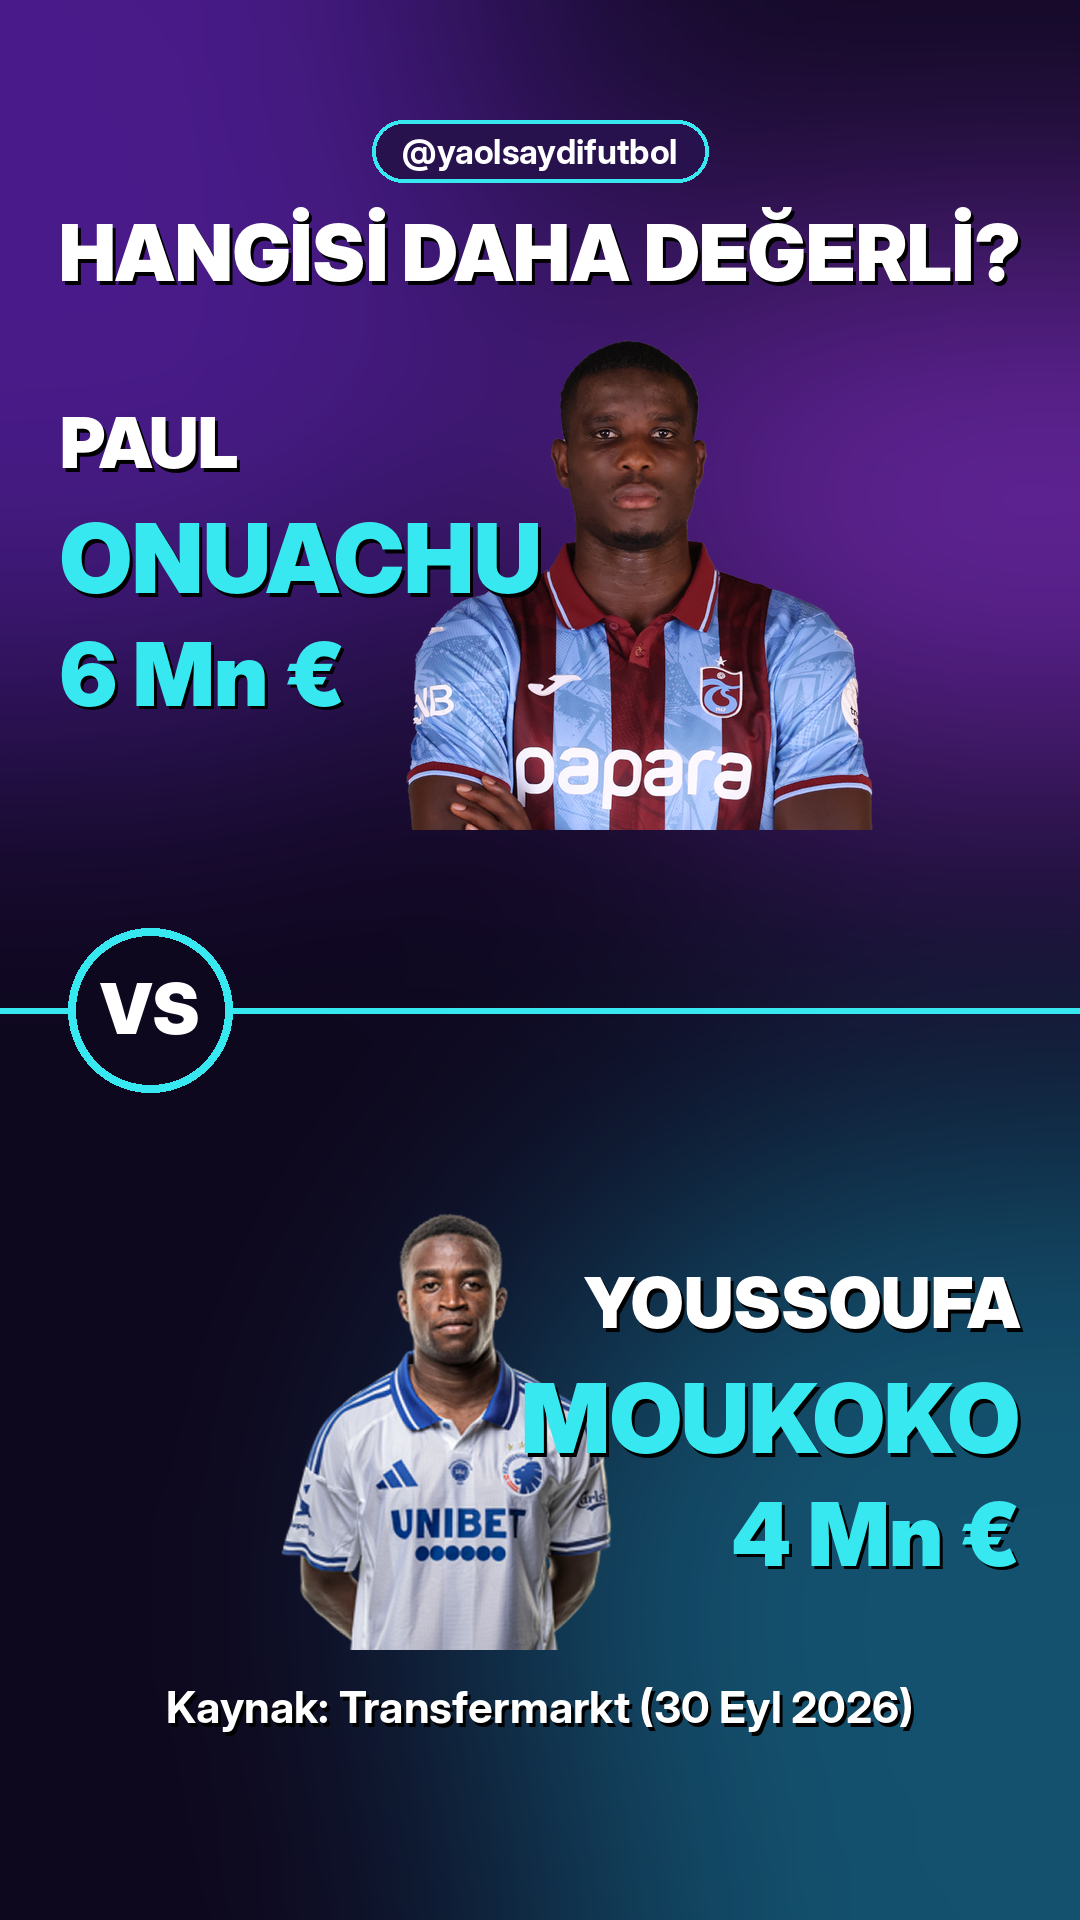 @yaolsaydifutbol
HANGİSİ DAHA DEĞERLİ?
PAUL
ONUACHU
6 Mn €
papara
VS
YOUSSOUFA
MOUKOKO
4 Mn €
UNIBET
Kaynak: Transfermarkt (30 Eyl 2026)